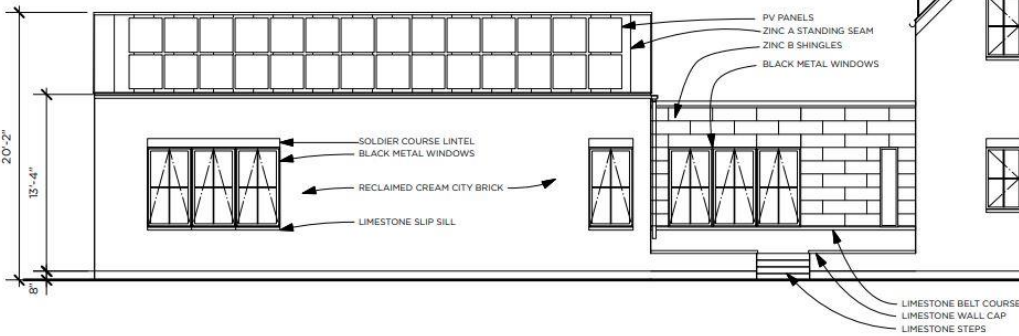 PV PANELS
ZINC A STANDING SEAM
ZINC B SHINGLES
BLACK METAL WINDOWS
20'-2"
13'-4"
8"
SOLDIER COURSE LINTEL
BLACK METAL WINDOWS
RECLAIMED CREAM CITY BRICK
LIMESTONE SLIP SILL
LIMESTONE BELT COURSE
LIMESTONE WALL CAP
LIMESTONE STEPS